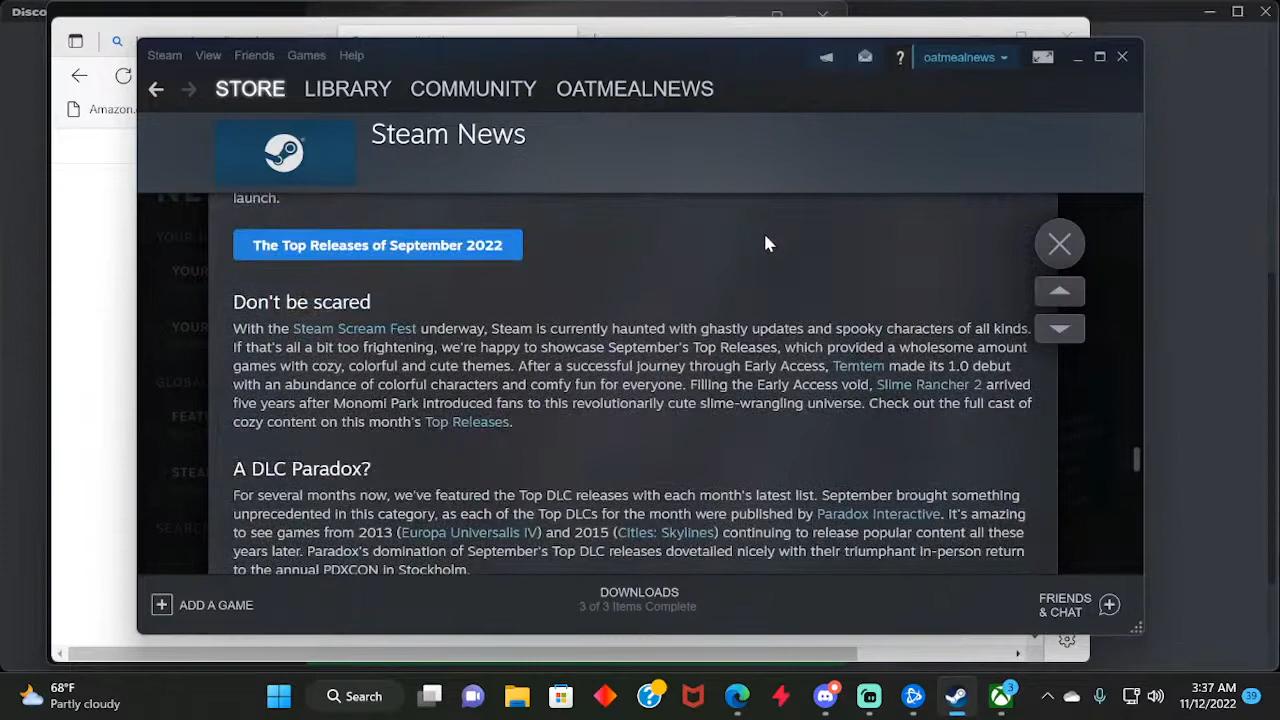 Disco
Steam View Friends Games Help
oatmealnews
STORE LIBRARY COMMUNITY OATMEALNEWS
Amazon.
Steam News
launch.
The Top Releases of September 2022
YOUR
Don't be scared
With the Steam Scream Fest underway, Steam is currently haunted with ghastly updates and spooky characters of all kinds.
If that's all a bit too frightening, we're happy to showcase September's Top Releases, which provided a wholesome amount
games with cozy, colorful and cute themes. After a successful journey through Early Access, Temtem made its 1.0 debut
with an abundance of colorful characters and comfy fun for everyone. Filling the Early Access void, Slime Rancher 2 arrived
five years after Monomi Park introduced fans to this revolutionarily cute slime-wrangling universe. Check out the full cast of
cozy content on this month's Top Releases.
YOUR
GLOBA
FEAT
STEA
SEARC
A DLC Paradox?
For several months now, we've featured the Top DLC releases with each month's latest list. September brought something
unprecedented in this category, as each of the Top DLCs for the month were published by Paradox Interactive. It's amazing
to see games from 2013 (Europa Universalis IV) and 2015 (Cities: Skylines) continuing to release popular content all these
years later. Paradox's domination of September's Top DLC releases dovetailed nicely with their triumphant in-person return
to the annual PDXCON in Stockholm.
ADD A GAME
DOWNLOADS
3 of 3 Items Complete
FRIENDS
& CHAT
68°F
Partly cloudy
Search
3
3:37 AM
11/12/2022
39